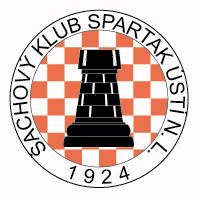 ŠACHOVÝ KLUB SPARTAK ÚSTÍ N. L.
1924